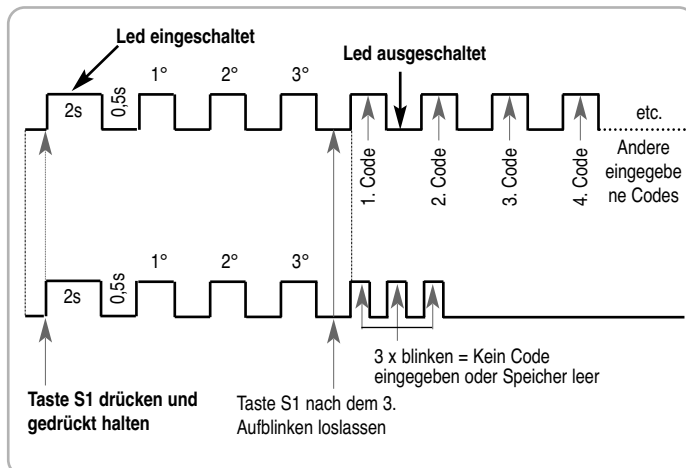 Led eingeschaltet
Led ausgeschaltet
1° 2° 3°
2s 0,5s
etc.
1. Code 2. Code 3. Code 4. Code
Andere
eingegebe
ne Codes
1° 2° 3°
2s 0,5s
3 x blinken = Kein Code
eingegeben oder Speicher leer
Taste S1 drücken und
gedrückt halten
Taste S1 nach dem 3.
Aufblinken loslassen